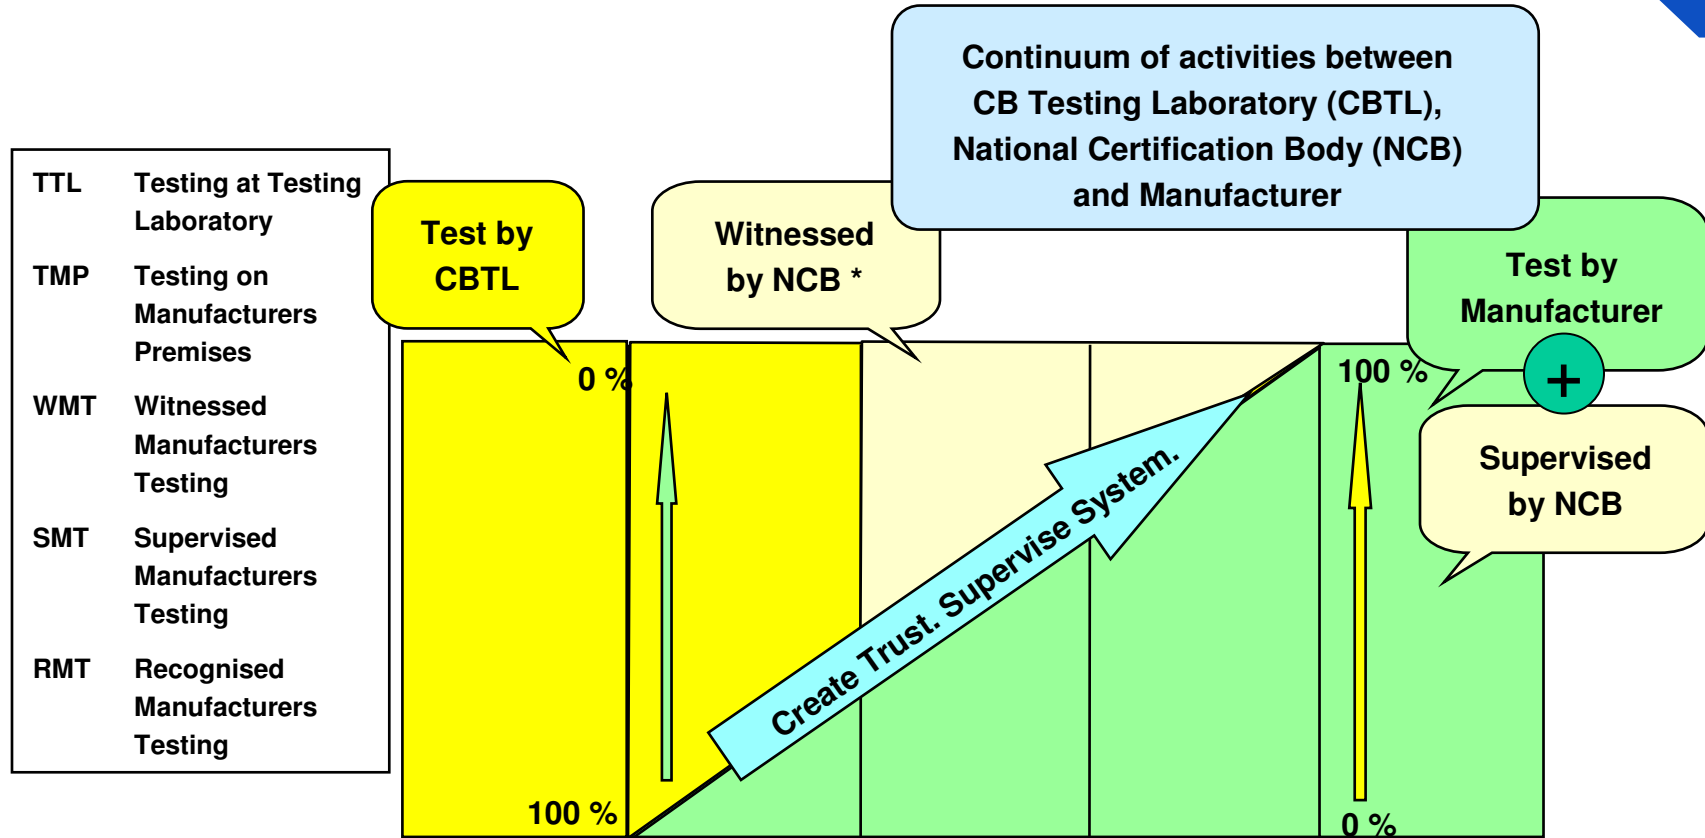 Continuum of activities between
CB Testing Laboratory (CBTL),
National Certification Body (NCB)
and Manufacturer
TTL Testing at Testing
Laboratory
TMP Testing on
Manufacturers
Premises
WMT Witnessed
Manufacturers
Testing
SMT Supervised
Manufacturers
Testing
RMT Recognised
Manufacturers
Testing
Test by
CBTL
Witnessed
by NCB *
Test by
Manufacturer
+
Supervised
by NCB
0 %
100 %
100 %
0 %
Create Trust. Supervise System.